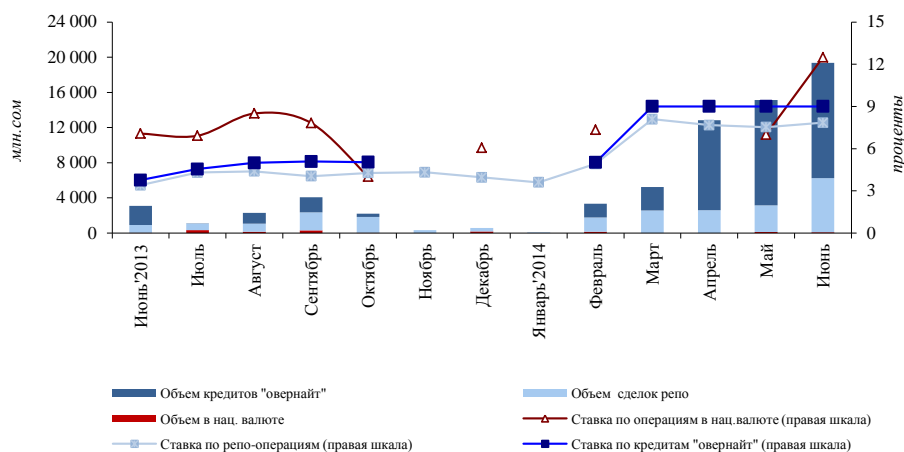 24 000
20 000
16 000
12 000
8 000
4 000
0
млн.сом
15
12
9
6
3
0
проценты
Июнь'2013
Июль
Август
Сентябрь
Октябрь
Ноябрь
Декабрь
Январь'2014
Февраль
Март
Апрель
Май
Июнь
Объем кредитов "овернайт"
Объем сделок репо
Объем в нац. валюте
Ставка по операциям в нац.валюте (правая шкала)
Ставка по репо-операциям (правая шкала)
Ставка по кредитам "овернайт" (правая шкала)